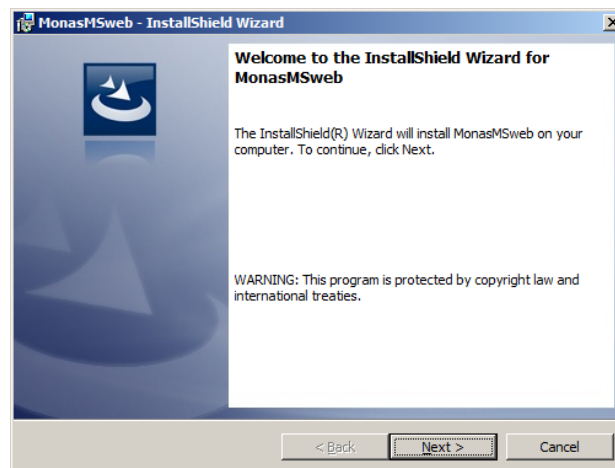 MonasMSweb - InstallShield Wizard
Welcome to the InstallShield Wizard for
MonasMSweb
The InstallShield(R) Wizard will install MonasMSweb on your
computer. To continue, click Next.
WARNING: This program is protected by copyright law and
international treaties.
< Back
Next >
Cancel